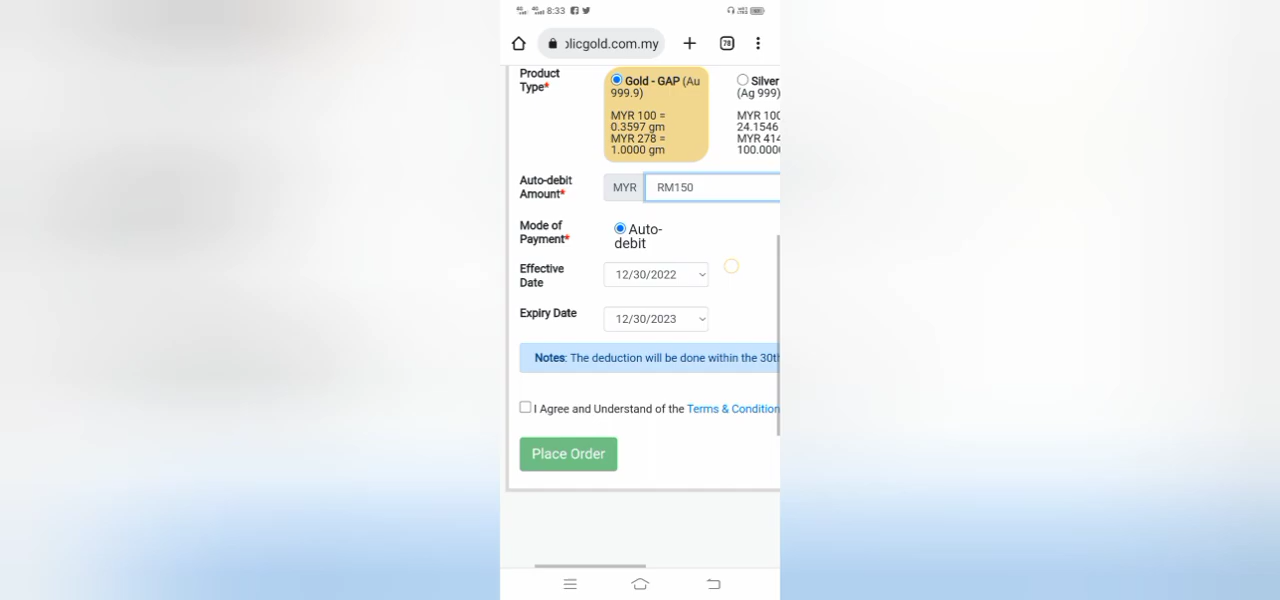 8:33
olicgold.com.my
78
Product
Type*
Gold - GAP (Au
999.9)
MYR 100 =
0.3597 gm
MYR 278 =
1.0000 gm
Silver
(Ag 999)
MYR 100
24.1546
MYR 414
100.0000
Auto-debit
Amount*
MYR
RM150
Mode of
Payment*
Auto-
debit
Effective
Date
12/30/2022
Expiry Date
12/30/2023
Notes: The deduction will be done within the 30th
I Agree and Understand of the Terms & Condition
Place Order